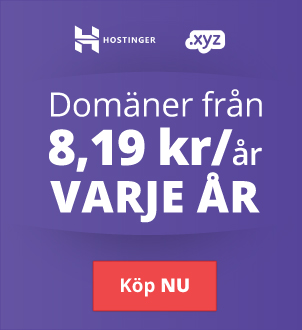 HOSTINGER .xyz
Domäner från
8,19 kr/år
VARJE ÅR
Köp NU